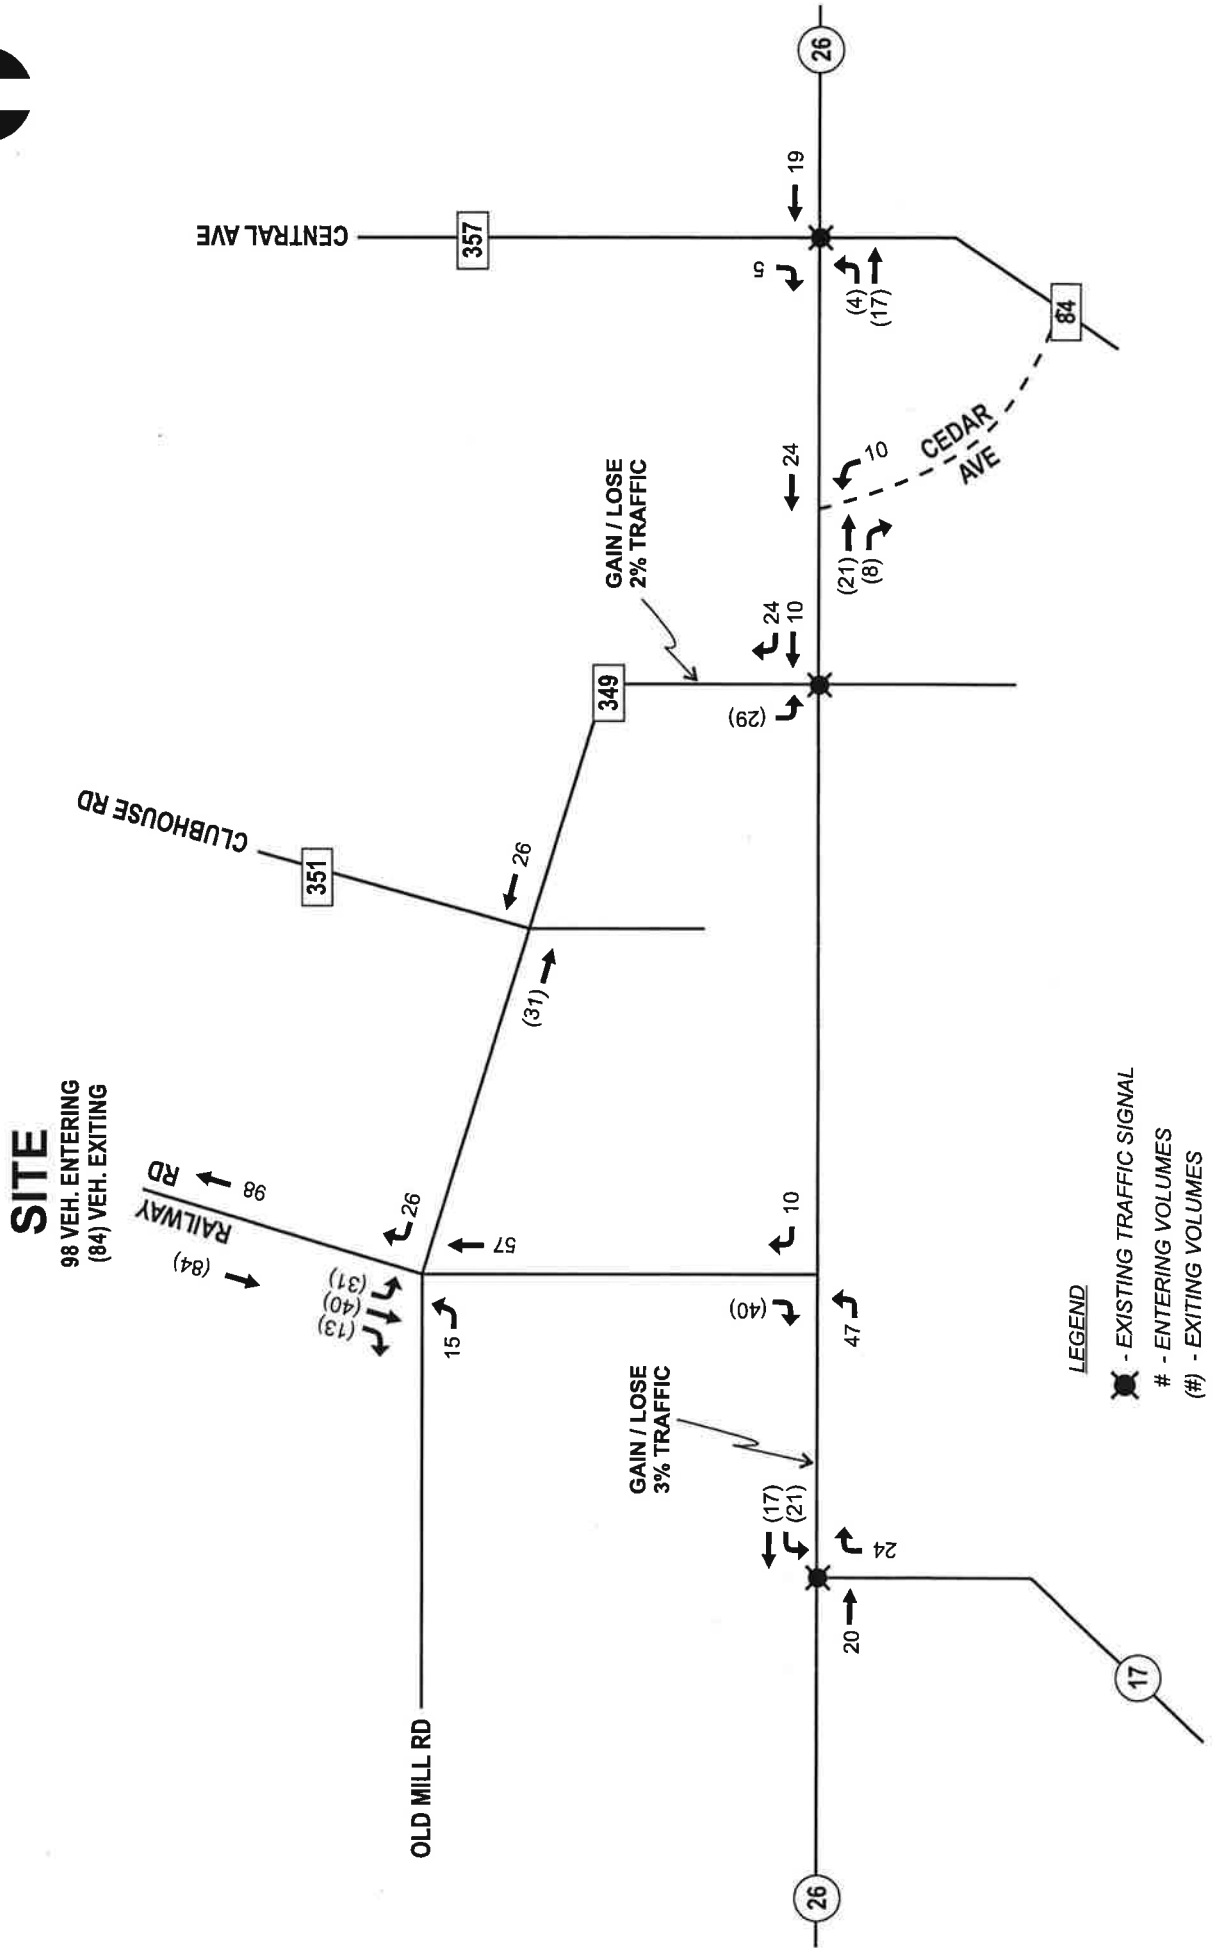 SITE
98 VEH. ENTERING
(84) VEH. EXITING
RAILWAY
RD
98
(84)
CLUBHOUSE RD
351
CENTRAL AVE
357
26
(31)
(40)
(13)
57
15
26
(31)
349
GAIN / LOSE
2% TRAFFIC
OLD MILL RD
GAIN / LOSE
3% TRAFFIC
(17)
(21)
20
24
(40)
10
47
(29)
24
10
24
(21)
(8)
10
CEDAR
AVE
5
19
(4)
(17)
84
26
26
17
LEGEND
- EXISTING TRAFFIC SIGNAL
# - ENTERING VOLUMES
(#) - EXITING VOLUMES